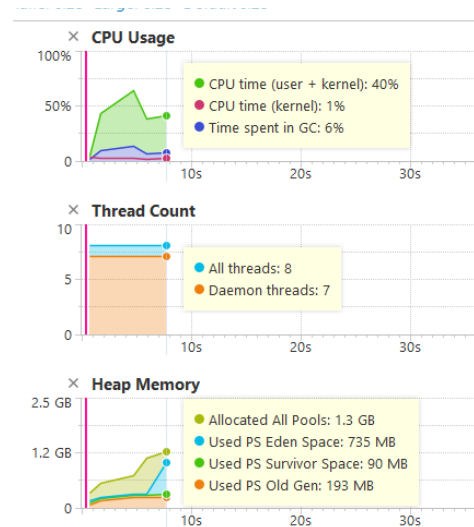 CPU Usage
100%
50%
0
CPU time (user + kernel): 40%
CPU time (kernel): 1%
Time spent in GC: 6%
10s 20s 30s
Thread Count
10
5
0
All threads: 8
Daemon threads: 7
10s 20s 30s
Heap Memory
2.5 GB
1.2 GB
0
Allocated All Pools: 1.3 GB
Used PS Eden Space: 735 MB
Used PS Survivor Space: 90 MB
Used PS Old Gen: 193 MB
10s 20s 30s